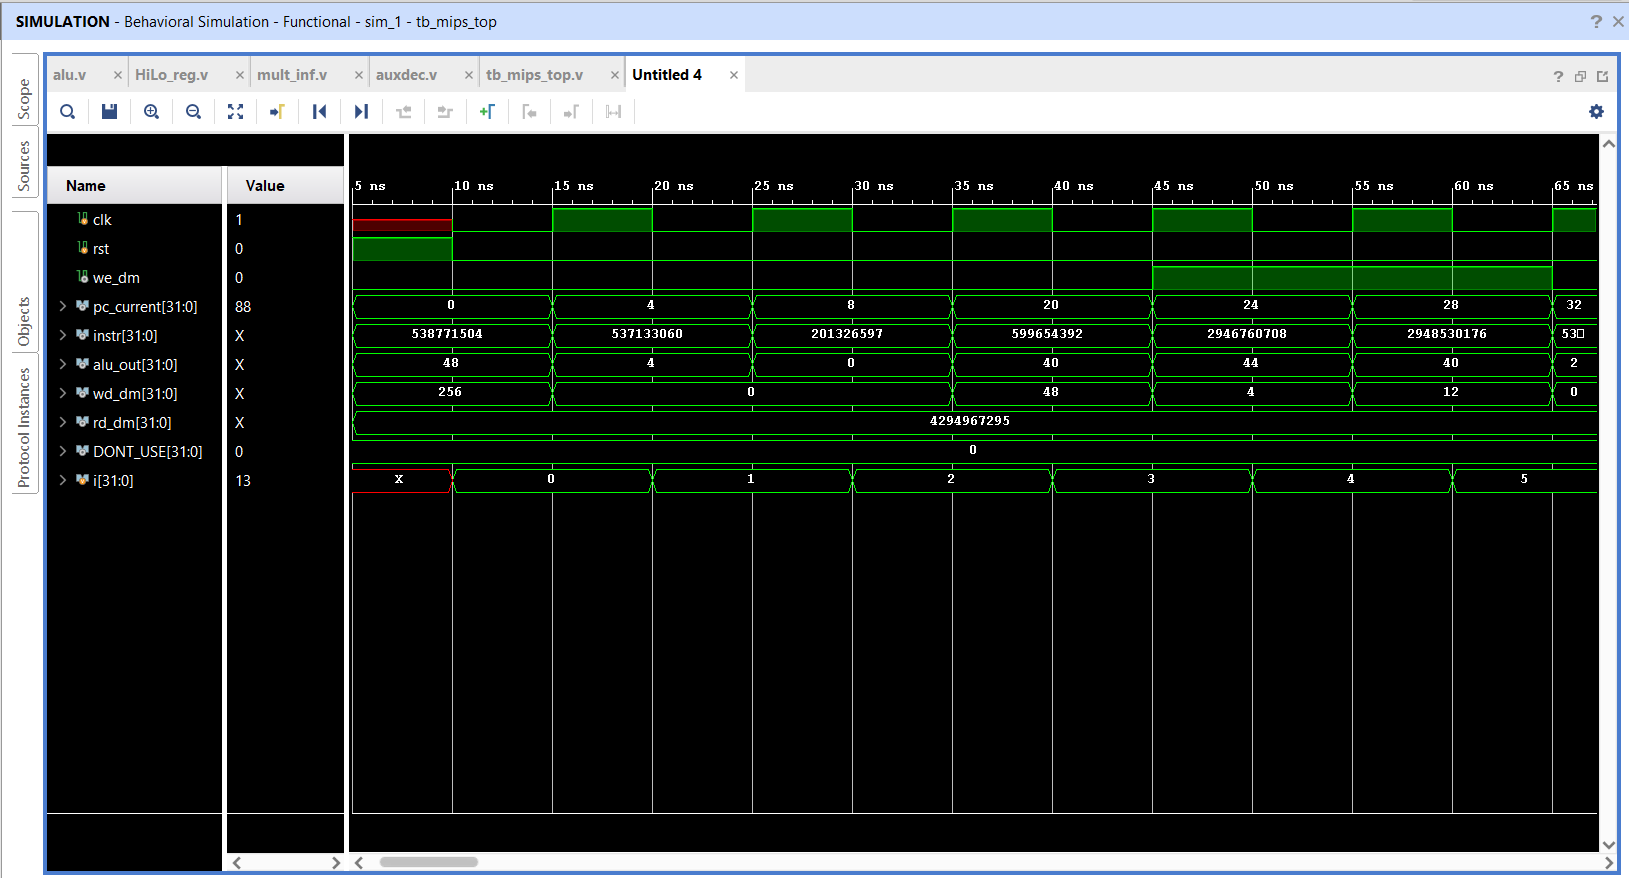 SIMULATION - Behavioral Simulation - Functional - sim_1 - tb_mips_top
? ×
Scope
Sources
Objects
Protocol Instances
alu.v × HiLo_reg.v × mult_inf.v × auxdec.v × tb_mips_top.v × Untitled 4 ×
?
Name Value
5 ns 10 ns 15 ns 20 ns 25 ns 30 ns 35 ns 40 ns 45 ns 50 ns 55 ns 60 ns 65 ns
clk 1
rst 0
we_dm 0
pc_current[31:0] 88 0 4 8 20 24 28 32
instr[31:0] X 538771504 537133060 201326597 599654392 2946760708 2948530176 53
alu_out[31:0] X 48 4 0 40 44 40 2
wd_dm[31:0] X 256 0 48 4 12 0
rd_dm[31:0] X 4294967295
DONT_USE[31:0] 0 0
i[31:0] 13 X 0 1 2 3 4 5